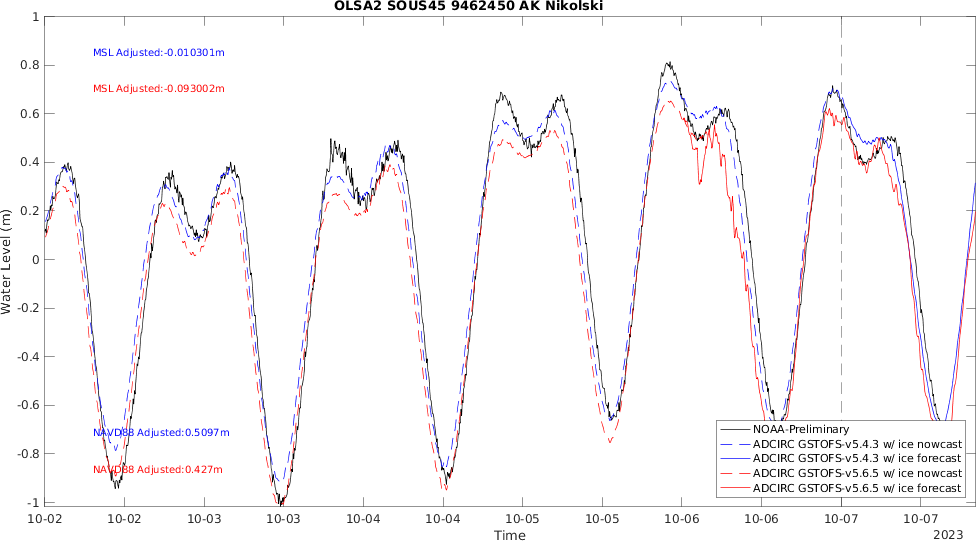 OLSA2 SOUS45 9462450 AK Nikolski
1
0.8
0.6
0.4
0.2
0
-0.2
-0.4
-0.6
-0.8
-1
Water Level (m)
MSL Adjusted:-0.010301m
MSL Adjusted:-0.093002m
NAVD88 Adjusted:0.5097m
NAVD88 Adjusted:0.427m
NOAA-Preliminary
ADCIRC GSTOFS-v5.4.3 w/ ice nowcast
ADCIRC GSTOFS-v5.4.3 w/ ice forecast
ADCIRC GSTOFS-v5.6.5 w/ ice nowcast
ADCIRC GSTOFS-v5.6.5 w/ ice forecast
10-02 10-02 10-03 10-03 10-04 10-04 10-05 10-05 10-06 10-06 10-07 10-07
Time
2023